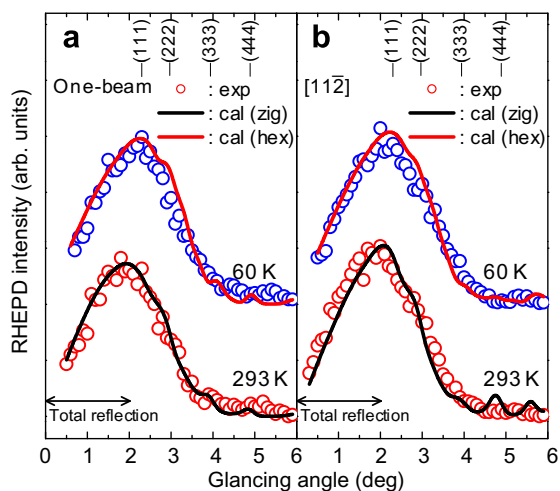 a
(111)
(222)
(333)
(444)
One-beam
: exp
: cal (zig)
: cal (hex)
60 K
293 K
Total reflection
b
(111)
(222)
(333)
(444)
[112̄]
: exp
: cal (zig)
: cal (hex)
60 K
293 K
Total reflection
RHEPD intensity (arb. units)
0 1 2 3 4 5 6
0 1 2 3 4 5 6
Glancing angle (deg)